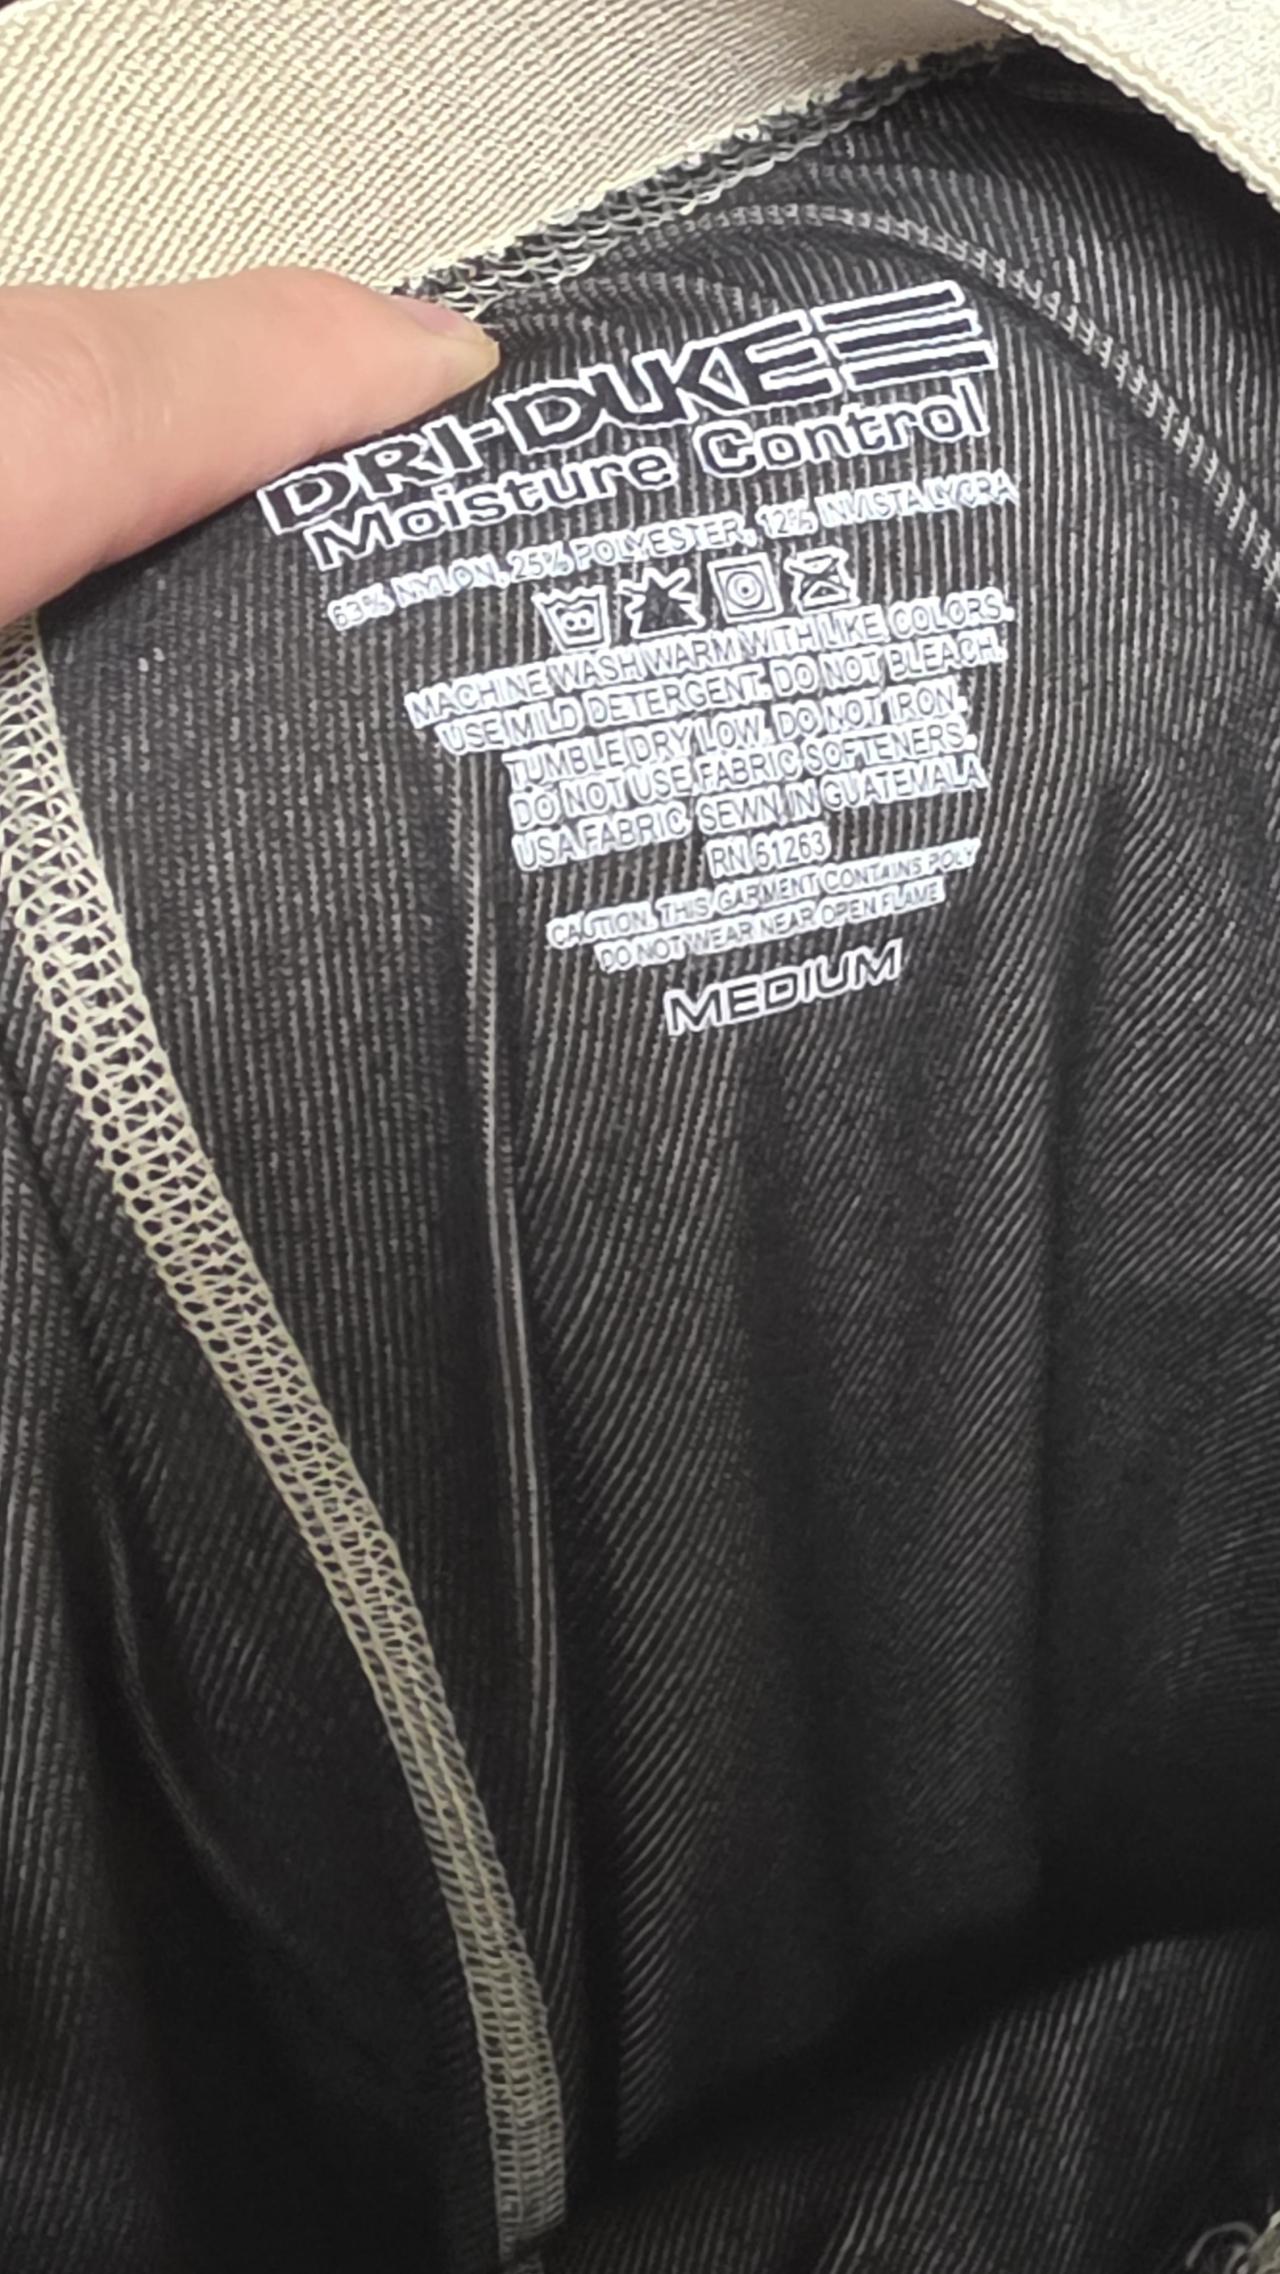 DRI-DUKE
Moisture Control
63% NYLON, 25% POLYESTER, 12% INVISTA LYCRA
MACHINE WASH WARM WITH LIKE COLORS.
USE MILD DETERGENT. DO NOT BLEACH.
TUMBLE DRY LOW. DO NOT IRON.
DO NOT USE FABRIC SOFTENERS.
USA FABRIC SEWN IN GUATEMALA
RN 61263
CAUTION. THIS GARMENT CONTAINS POLY
DO NOT WEAR NEAR OPEN FLAME
MEDIUM